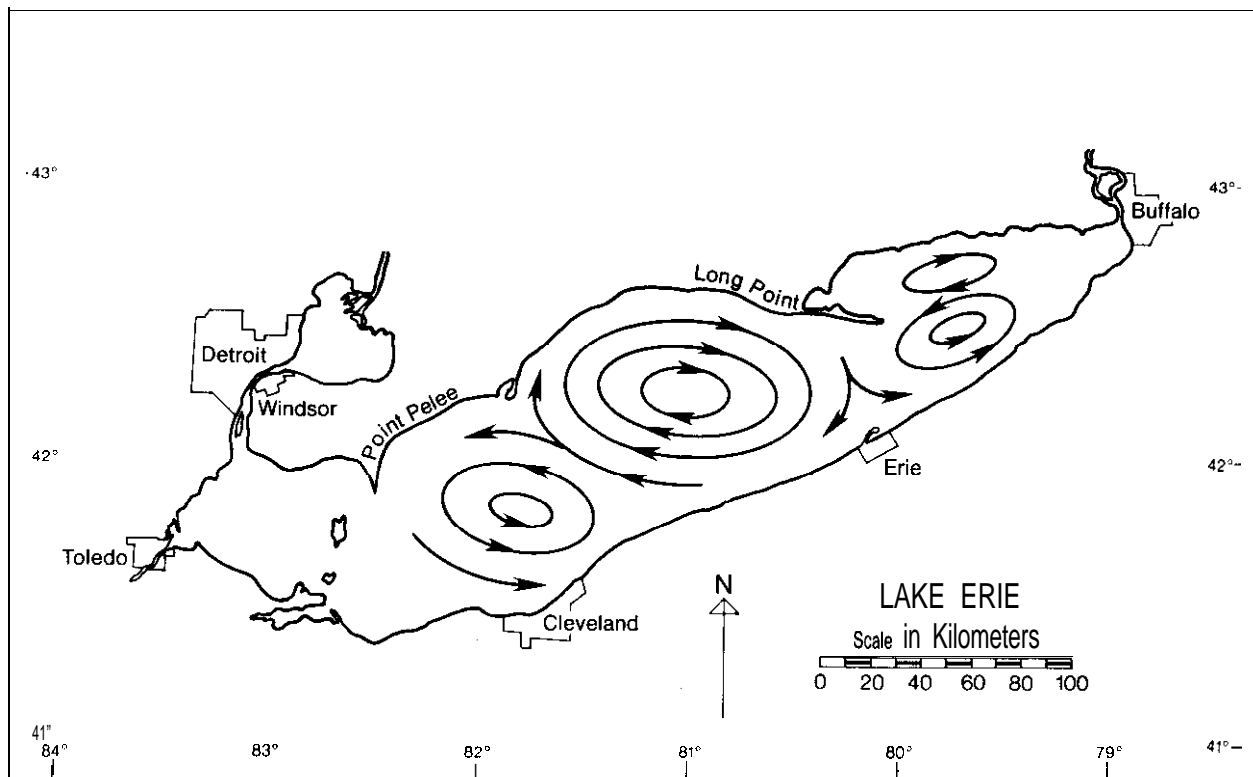 43°
43°
Buffalo
Long Point
Detroit
Windsor
Point Pelee
42°
42°
Erie
Toledo
Cleveland
N
LAKE ERIE
Scale in Kilometers
0 20 40 60 80 100
41"
41°
84° 83° 82° 81° 80° 79°